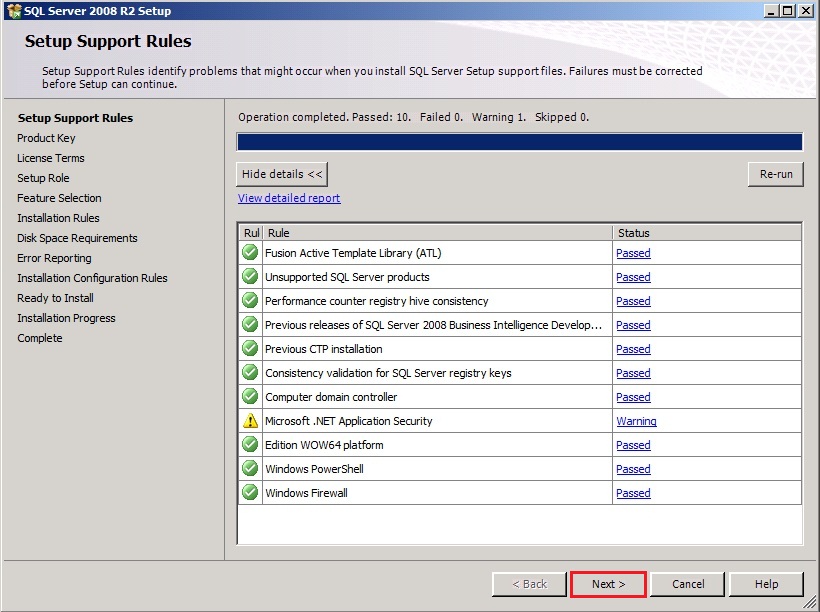 SQL Server 2008 R2 Setup
Setup Support Rules
Setup Support Rules identify problems that might occur when you install SQL Server Setup support files. Failures must be corrected
before Setup can continue.
Setup Support Rules
Product Key
License Terms
Setup Role
Feature Selection
Installation Rules
Disk Space Requirements
Error Reporting
Installation Configuration Rules
Ready to Install
Installation Progress
Complete
Operation completed. Passed: 10. Failed 0. Warning 1. Skipped 0.
Hide details <<
Re-run
View detailed report
Rul Rule Status
Fusion Active Template Library (ATL) Passed
Unsupported SQL Server products Passed
Performance counter registry hive consistency Passed
Previous releases of SQL Server 2008 Business Intelligence Develop... Passed
Previous CTP installation Passed
Consistency validation for SQL Server registry keys Passed
Computer domain controller Passed
Microsoft .NET Application Security Warning
Edition WOW64 platform Passed
Windows PowerShell Passed
Windows Firewall Passed
< Back Next > Cancel Help